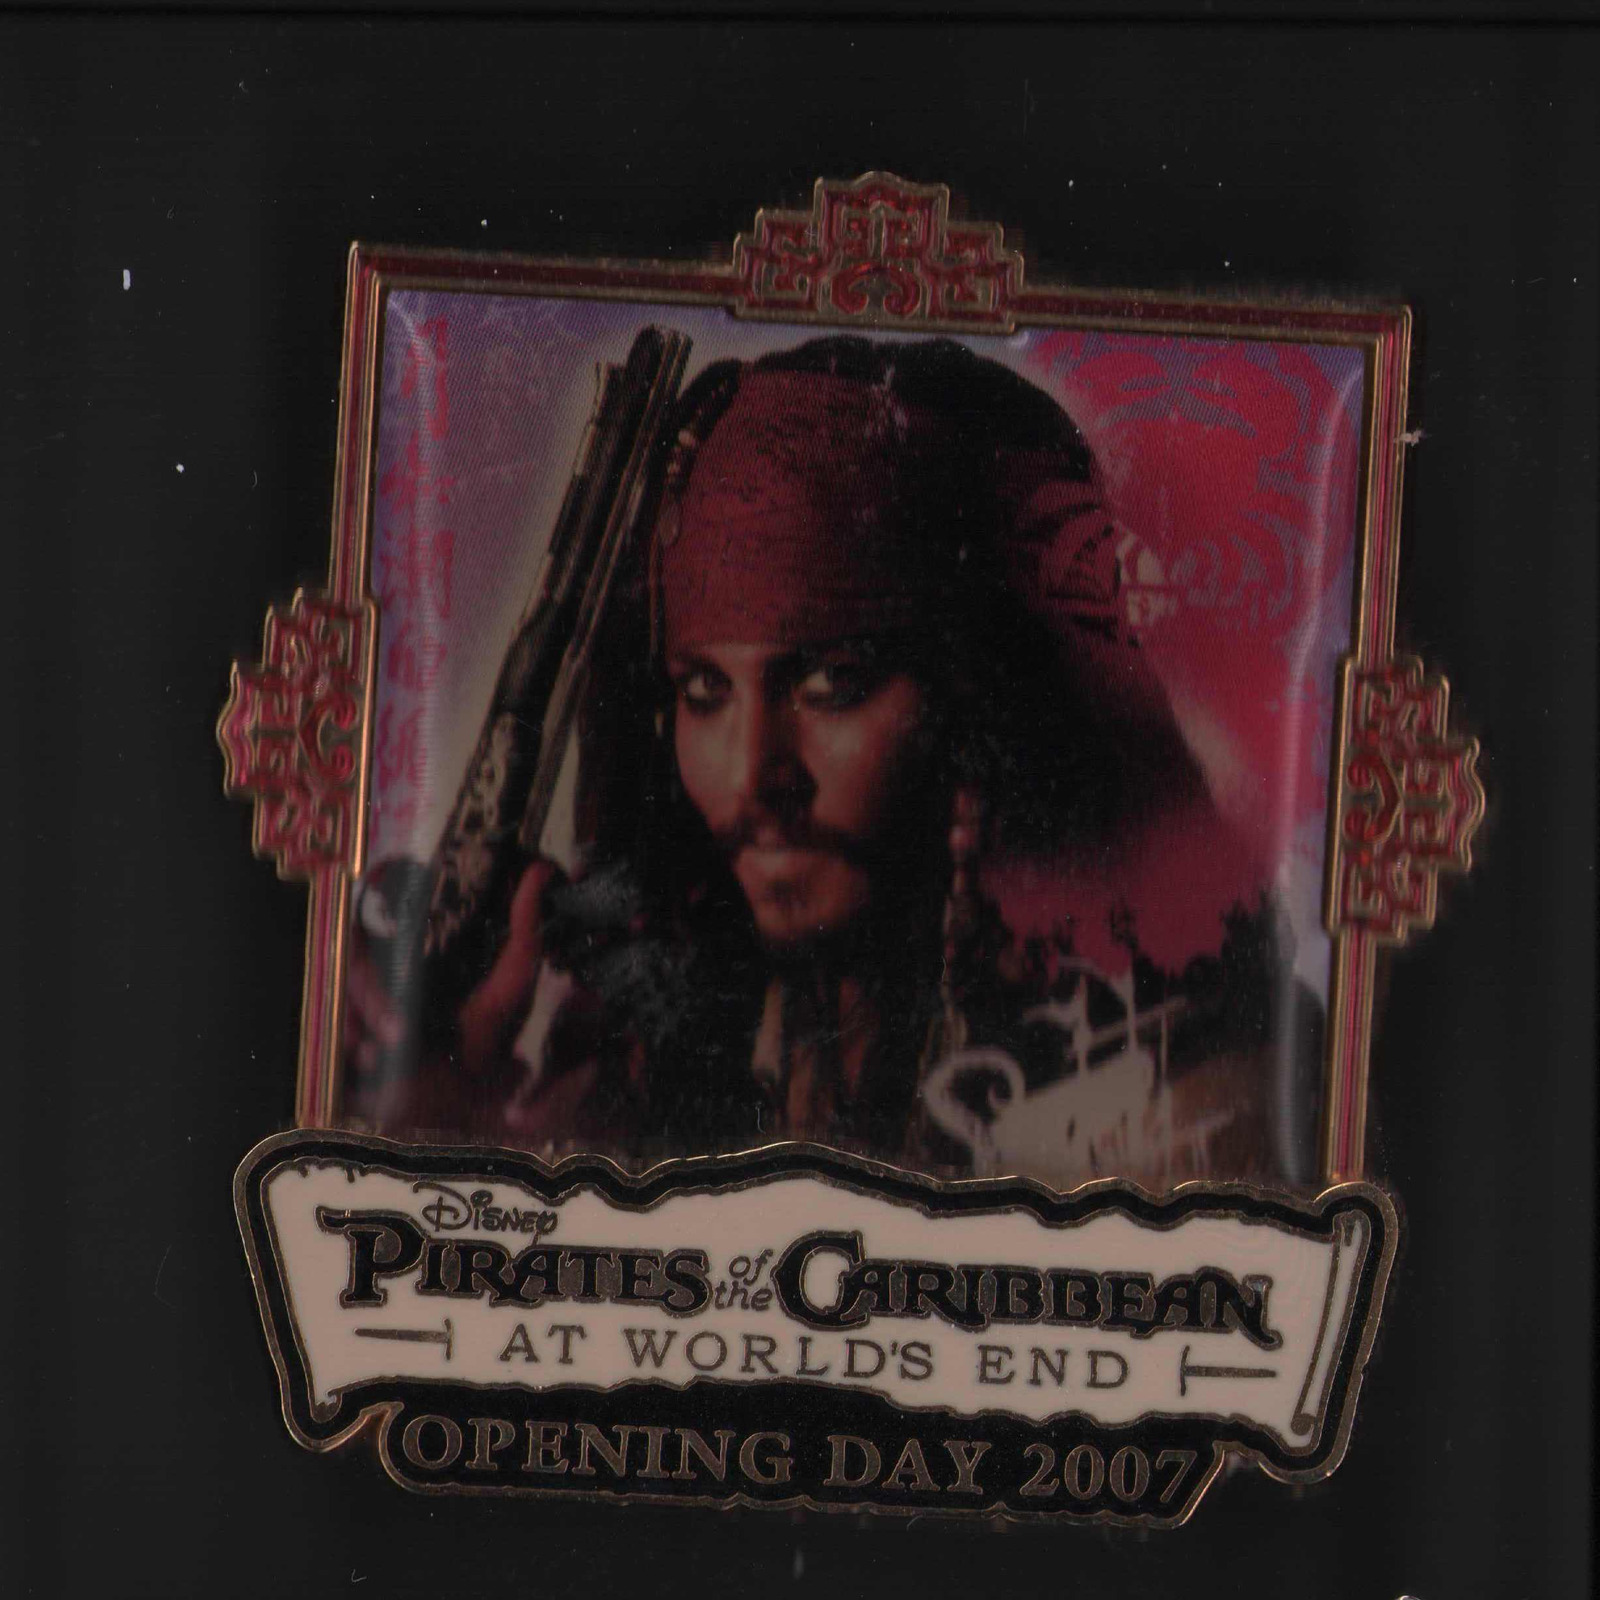 Disney
PIRATES of the CARIBBEAN
AT WORLD'S END
OPENING DAY 2007